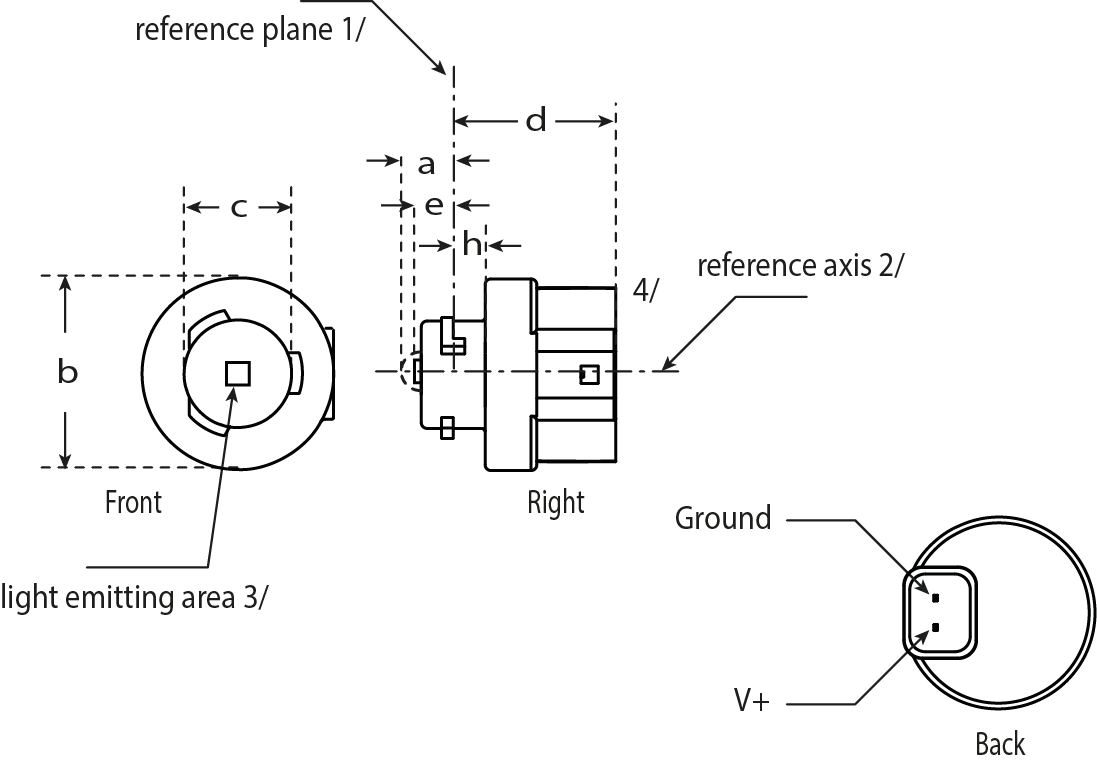 reference plane 1/
d
a
c
e
h
reference axis 2/
4/
b
Front
Right
Ground
light emitting area 3/
V+
Back